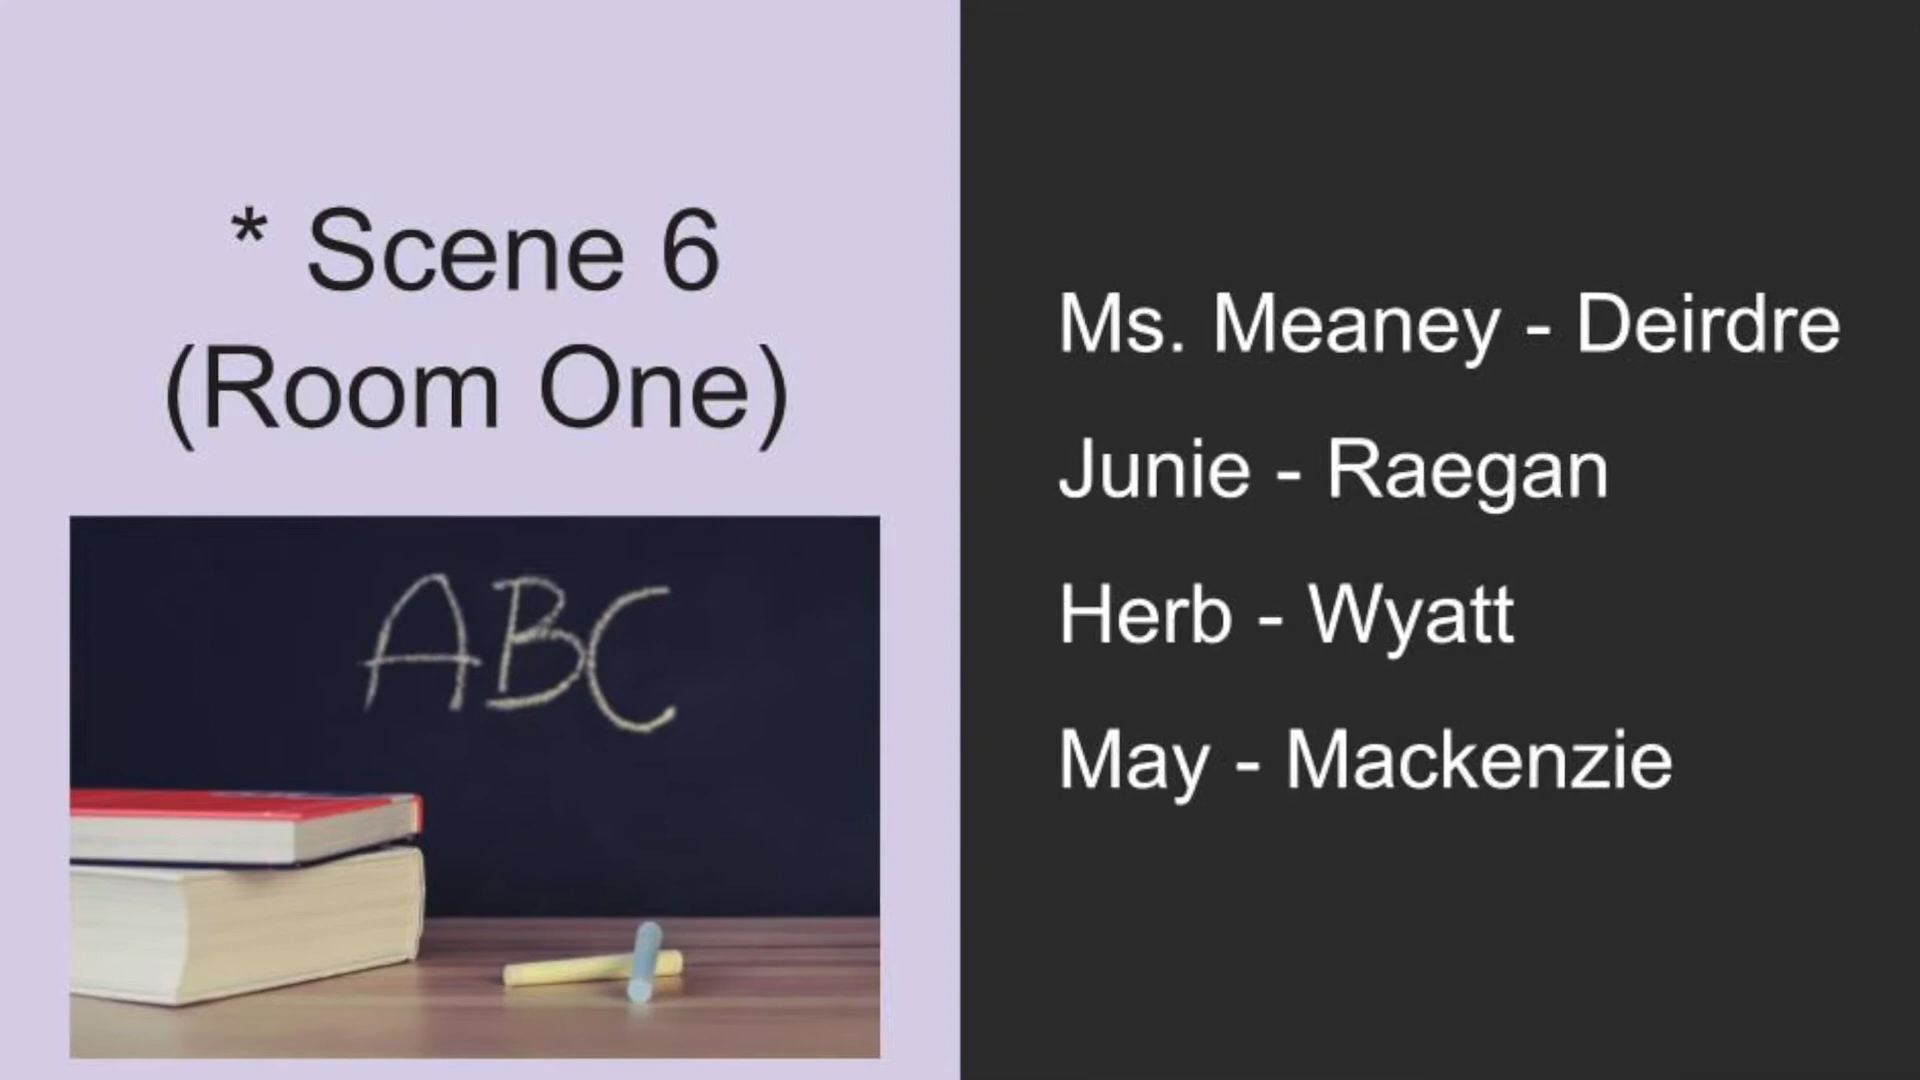 * Scene 6
(Room One)
ABC
Ms. Meaney - Deirdre
Junie - Raegan
Herb - Wyatt
May - Mackenzie